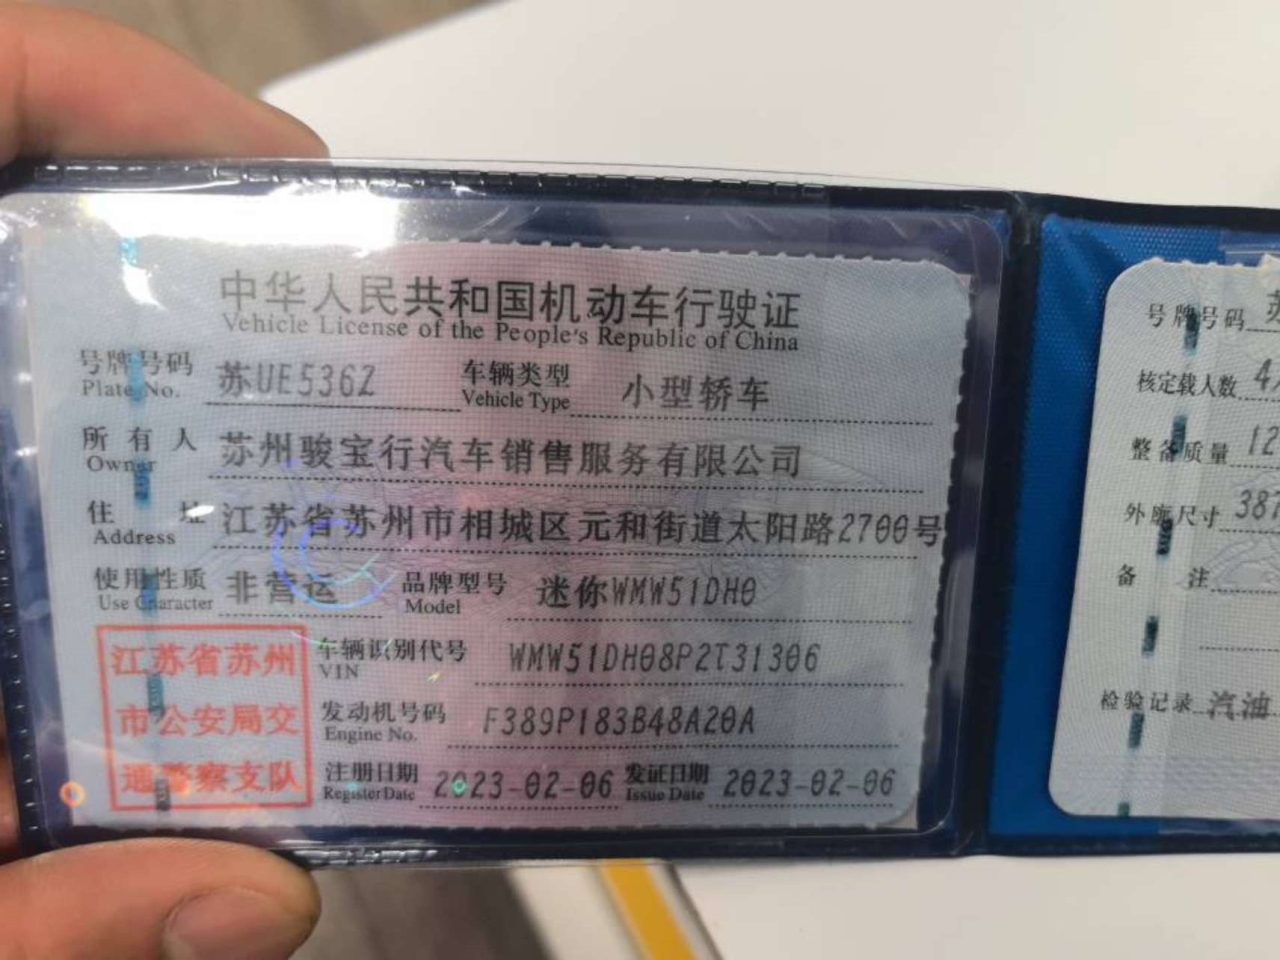 中华人民共和国机动车行驶证
Vehicle License of the People's Republic of China
号牌号码 苏UE536Z 车辆类型 小型轿车
Plate No. Vehicle Type
所有人 苏州骏宝行汽车销售服务有限公司
Owner
住址 江苏省苏州市相城区元和街道太阳路2700号
Address
使用性质 非营运 品牌型号 迷你WMW51DH0
Use Character Model
江苏省苏州
市公安局交
通警察支队
车辆识别代号 WMW51DH08P2T31306
VIN
发动机号码 F389P183B48A20A
Engine No.
注册日期 2023-02-06 发证日期 2023-02-06
Register Date Issue Date
号牌号码 苏
核定载人数 4
整备质量 12
外廓尺寸 387
备注
检验记录 汽油